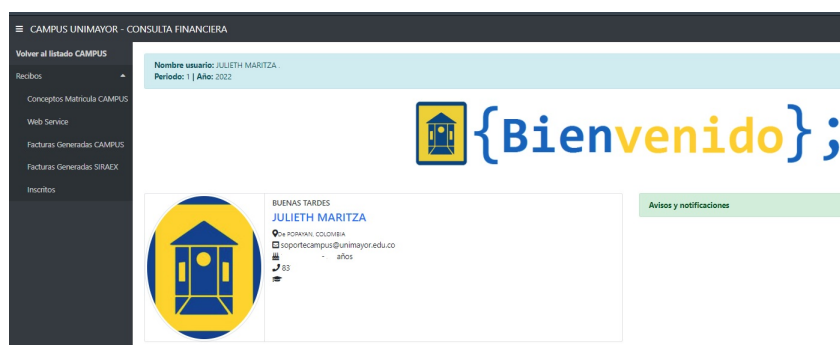 ≡ CAMPUS UNIMAYOR - CONSULTA FINANCIERA
Volver al listado CAMPUS
Recibos
Conceptos Matricula CAMPUS
Web Service
Facturas Generadas CAMPUS
Facturas Generadas SIRAEX
Inscritos
Nombre usuario: JULIETH MARITZA
Periodo: 1 | Año: 2022
{Bienvenido};
BUENAS TARDES
JULIETH MARITZA
De POPAYAN, COLOMBIA
soportecampus@unimayor.edu.co
- años
83
Avisos y notificaciones